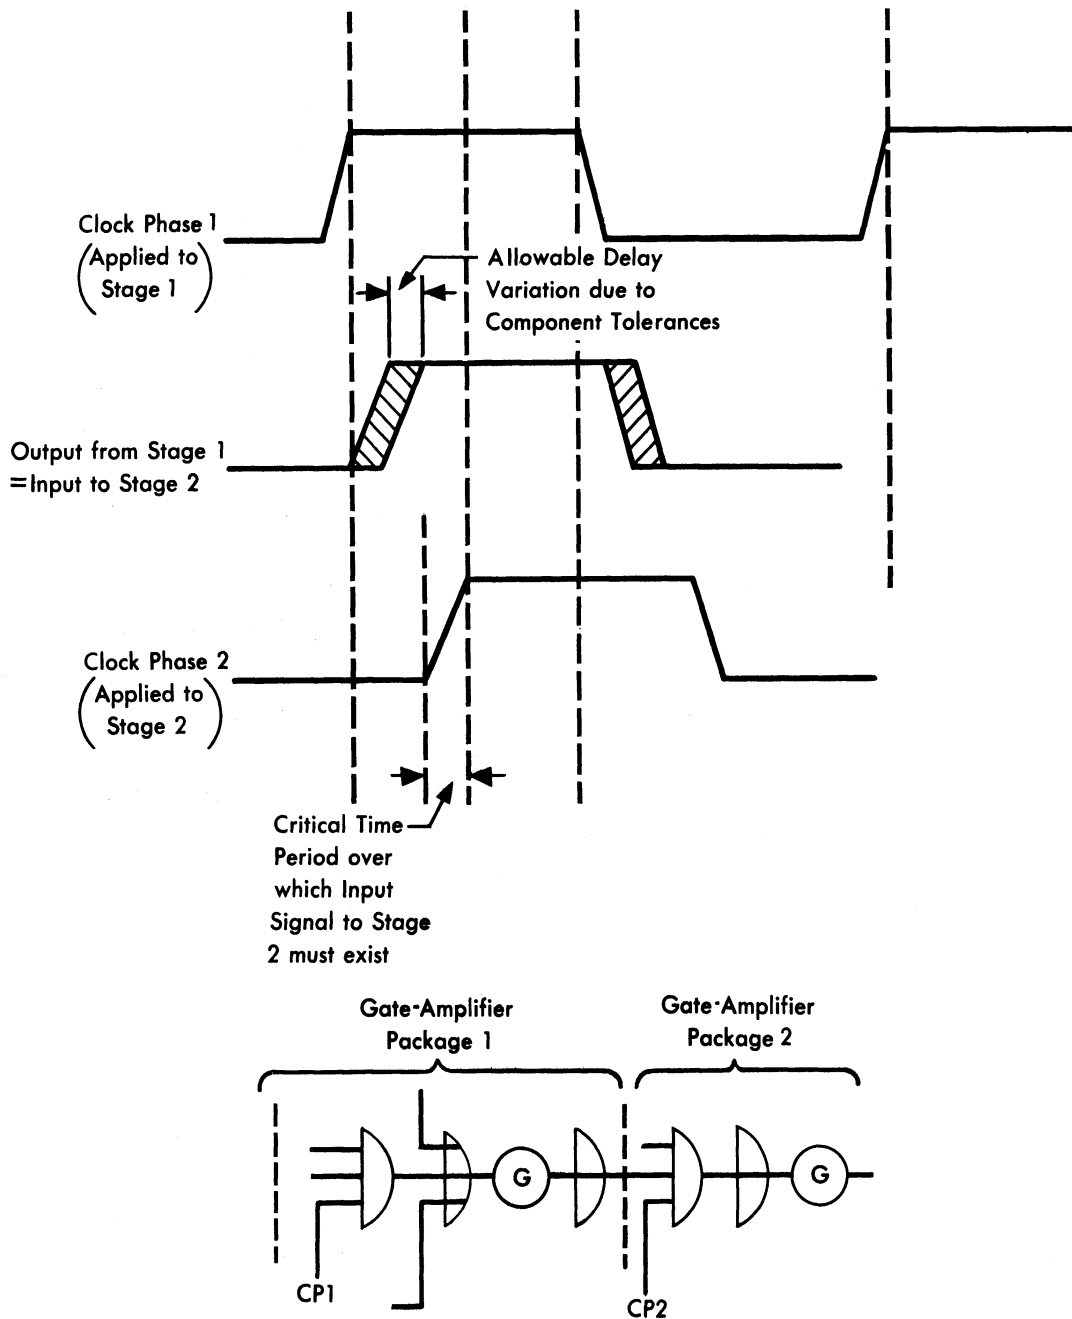 Clock Phase 1
(Applied to
Stage 1)
Allowable Delay
Variation due to
Component Tolerances
Output from Stage 1
=Input to Stage 2
Clock Phase 2
(Applied to
Stage 2)
Critical Time
Period over
which Input
Signal to Stage
2 must exist
Gate-Amplifier
Package 1
Gate-Amplifier
Package 2
G
G
CP1
CP2